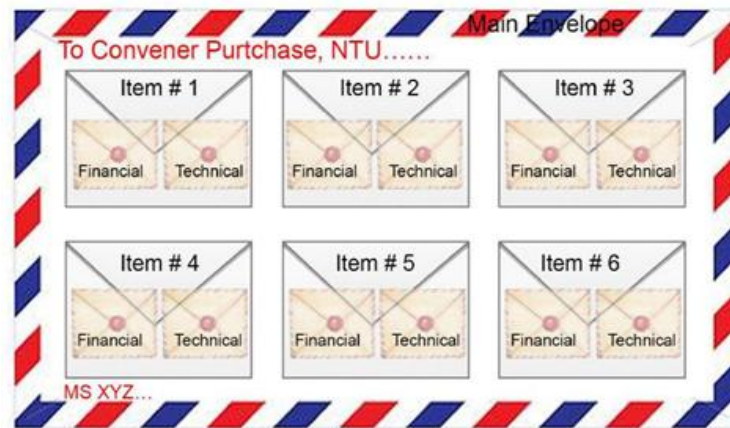 Main Envelope
To Convener Purtchase, NTU......
Item # 1 Item # 2 Item # 3
Financial Technical Financial Technical Financial Technical
Item # 4 Item # 5 Item # 6
Financial Technical Financial Technical Financial Technical
MS XYZ...